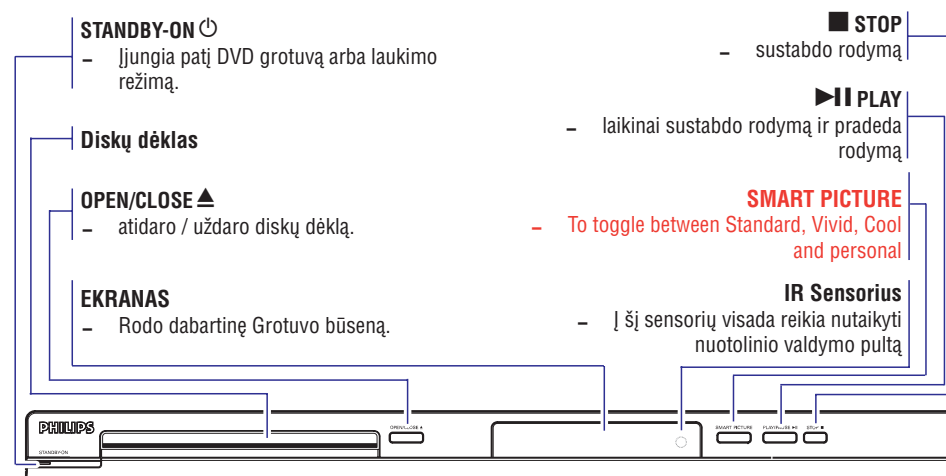 STANDBY-ON
– Įjungia patį DVD grotuvą arba laukimo
režimą.
Diskų dėklas
OPEN/CLOSE
– atidaro / uždaro diskų dėklą.
EKRANAS
– Rodo dabartinę Grotuvo būseną.
STOP
– sustabdo rodymą
PLAY
– laikinai sustabdo rodymą ir pradeda
rodymą
SMART PICTURE
– To toggle between Standard, Vivid, Cool
and personal
IR Sensorius
– Į šį sensorių visada reikia nutaikyti
nuotolinio valdymo pultą
PHILIPS
STANDBY-ON
OPEN/CLOSE
SMART PICTURE
PLAY/PAUSE
STOP